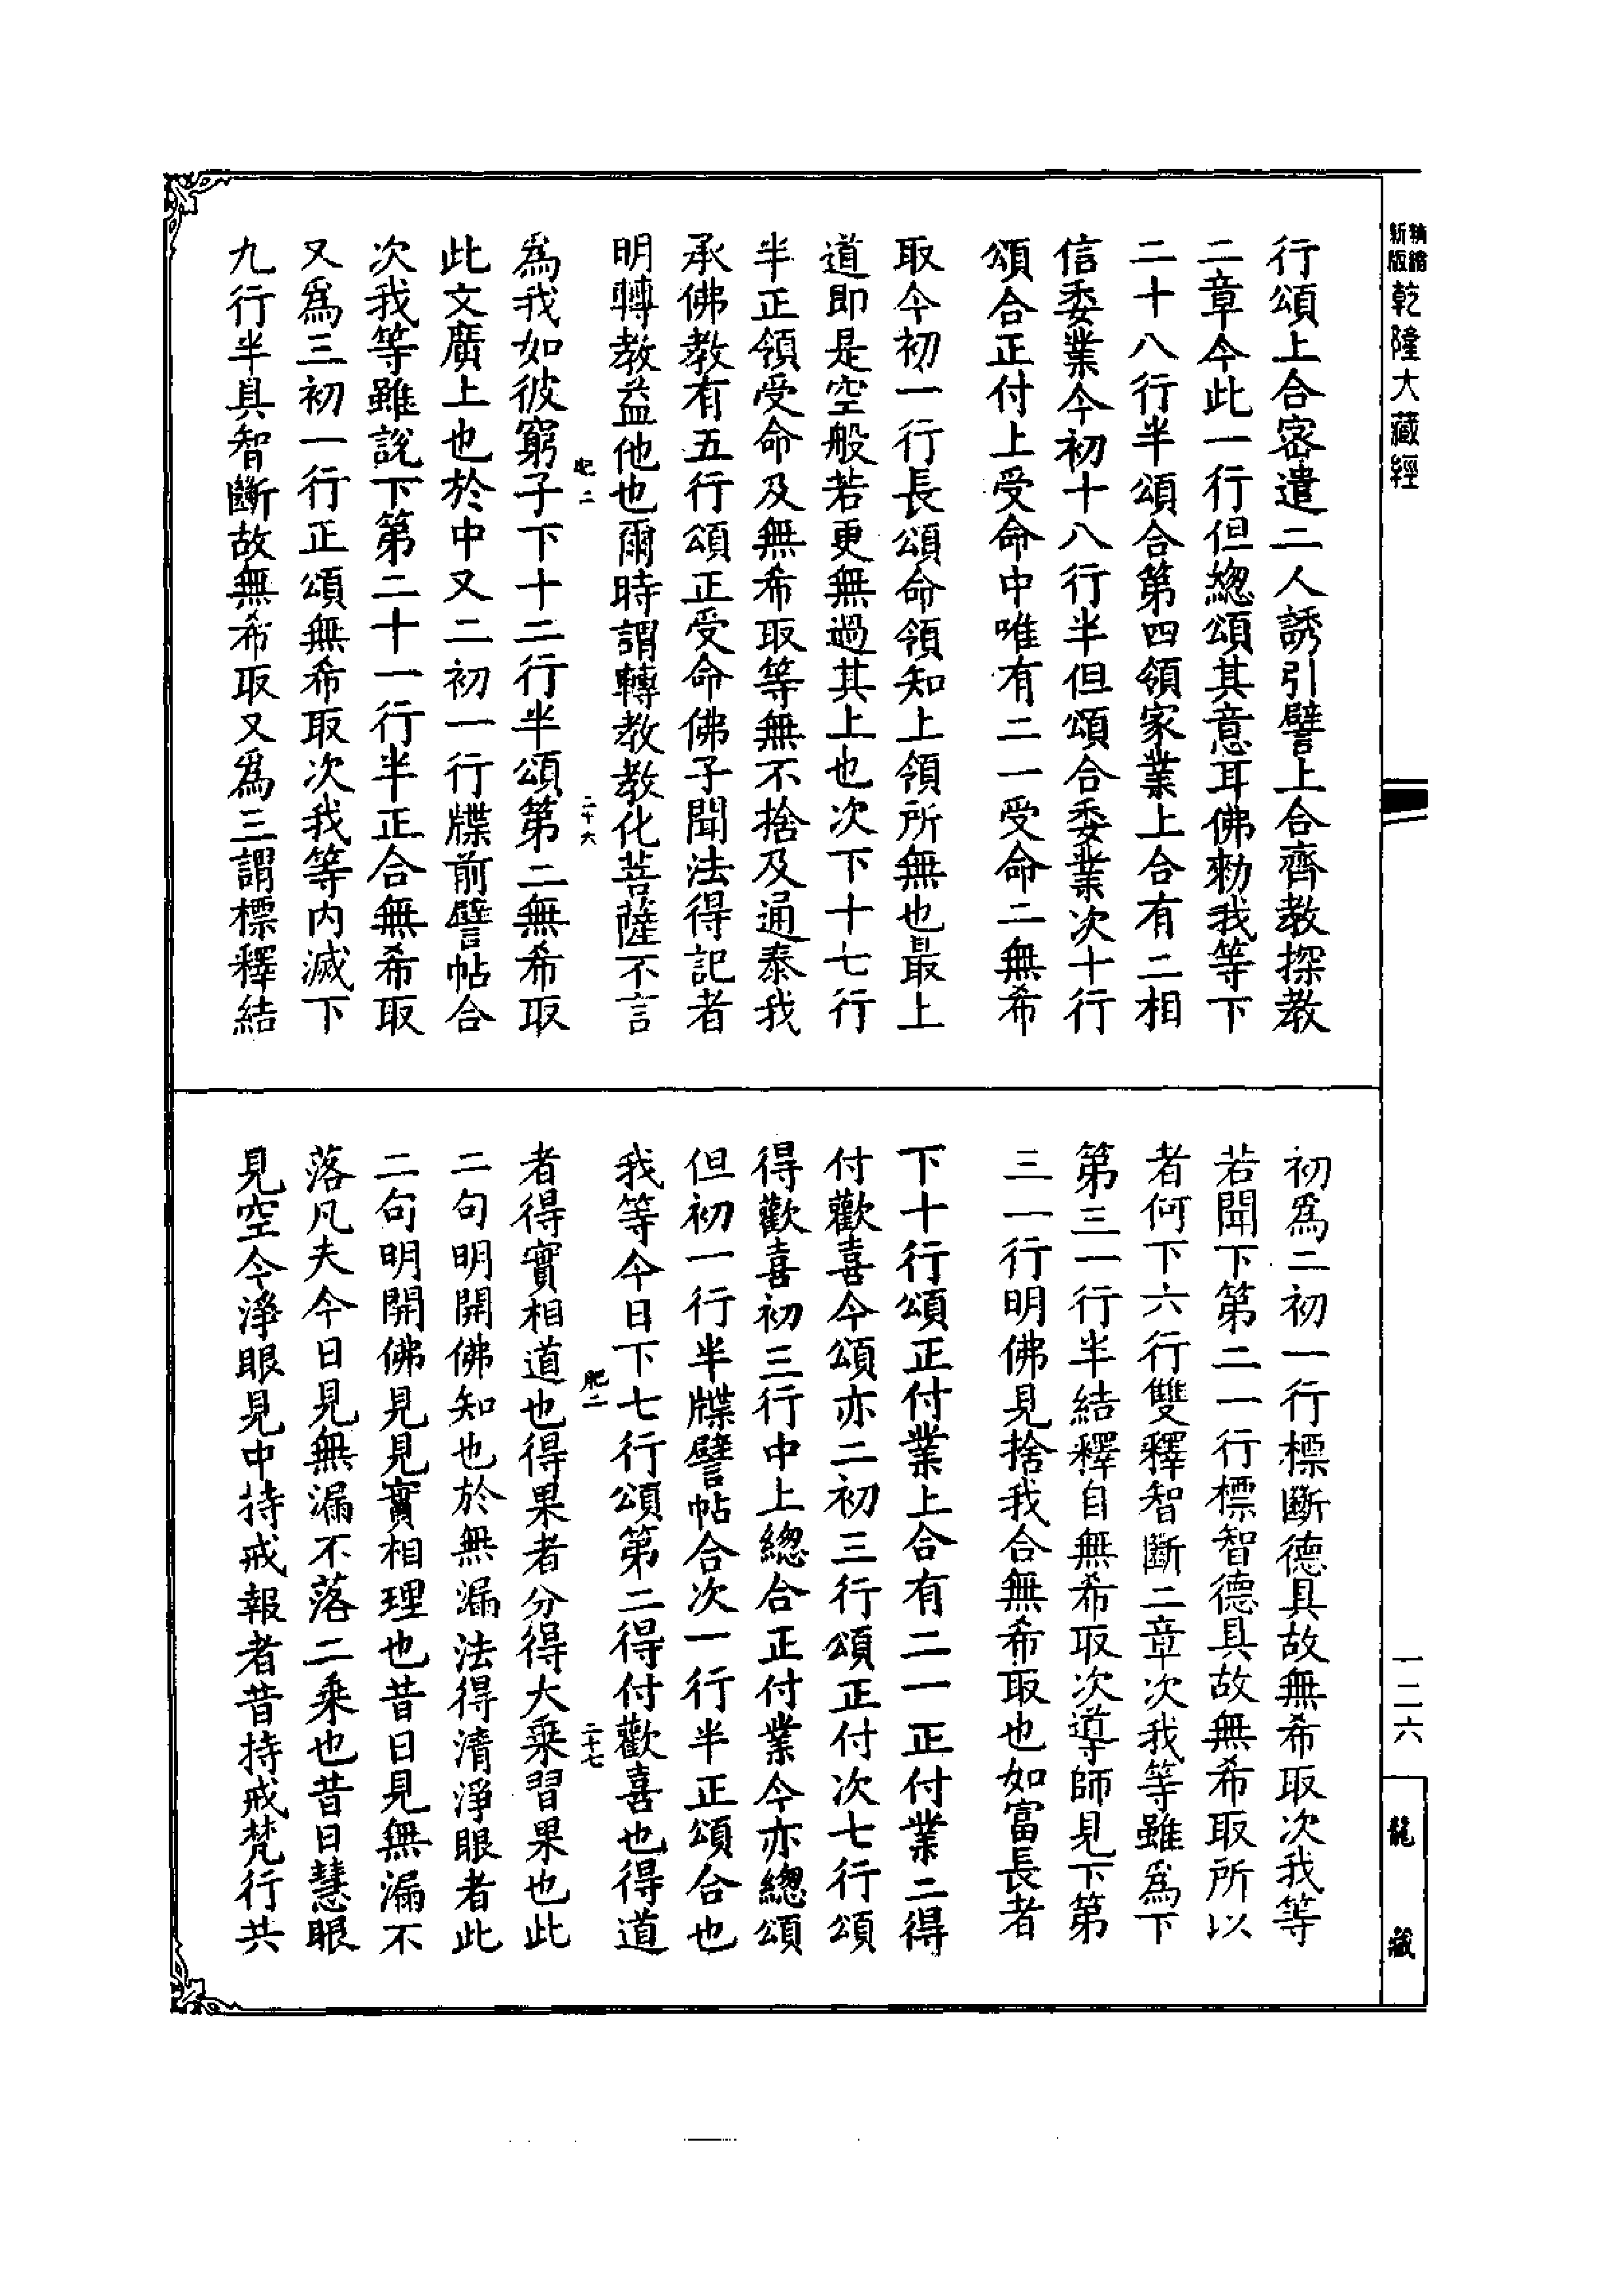 精縮新版乾隆大藏經
行頌上合密遣二人誘引譬上合齊教探教
二章今此一行但總頌其意耳佛勑我等下
二十八行半頌合第四領家業上合有二相
信委業今初十八行半但頌合委業次十行
頌合正付上受命中唯有二一受命二無希
取今初一行長頌命領知上領所無也最上
道即是空般若更無過其上也次下十七行
半正領受命及無希取等無不捨及通泰我
承佛教有五行頌正受命佛子聞法得記者
明轉教益他也爾時謂轉教教化菩薩不言
肥二 二十六
為我如彼窮子下十二行半頌第二無希取
此文廣上也於中又二初一行牒前譬帖合
次我等雖說下第二十一行半正合無希取
又為三初一行正頌無希取次我等內滅下
九行半具智斷故無希取又為三謂標釋結
初為二初一行標斷德具故無希取次我等
若聞下第二一行標智德具故無希取所以
者何下六行雙釋智斷二章次我等雖為下
第三一行半結釋自無希取次導師見下第
三一行明佛見捨我合無希取也如富長者
下十行頌正付業上合有二一正付業二得
付歡喜今頌亦二初三行頌正付次七行頌
得歡喜初三行中上總合正付業今亦總頌
但初一行半牒譬帖合次一行半正頌合也
我等今日下七行頌第二得付歡喜也得道
肥二 二十七
者得實相道也得果者分得大乘習果也此
二句明開佛知也於無漏法得清淨眼者此
二句明開佛見見實相理也昔日見無漏不
落凡夫今日見無漏不落二乘也昔日慧眼
見空今淨眼見中持戒報者昔持戒梵行共
一二六
龍藏